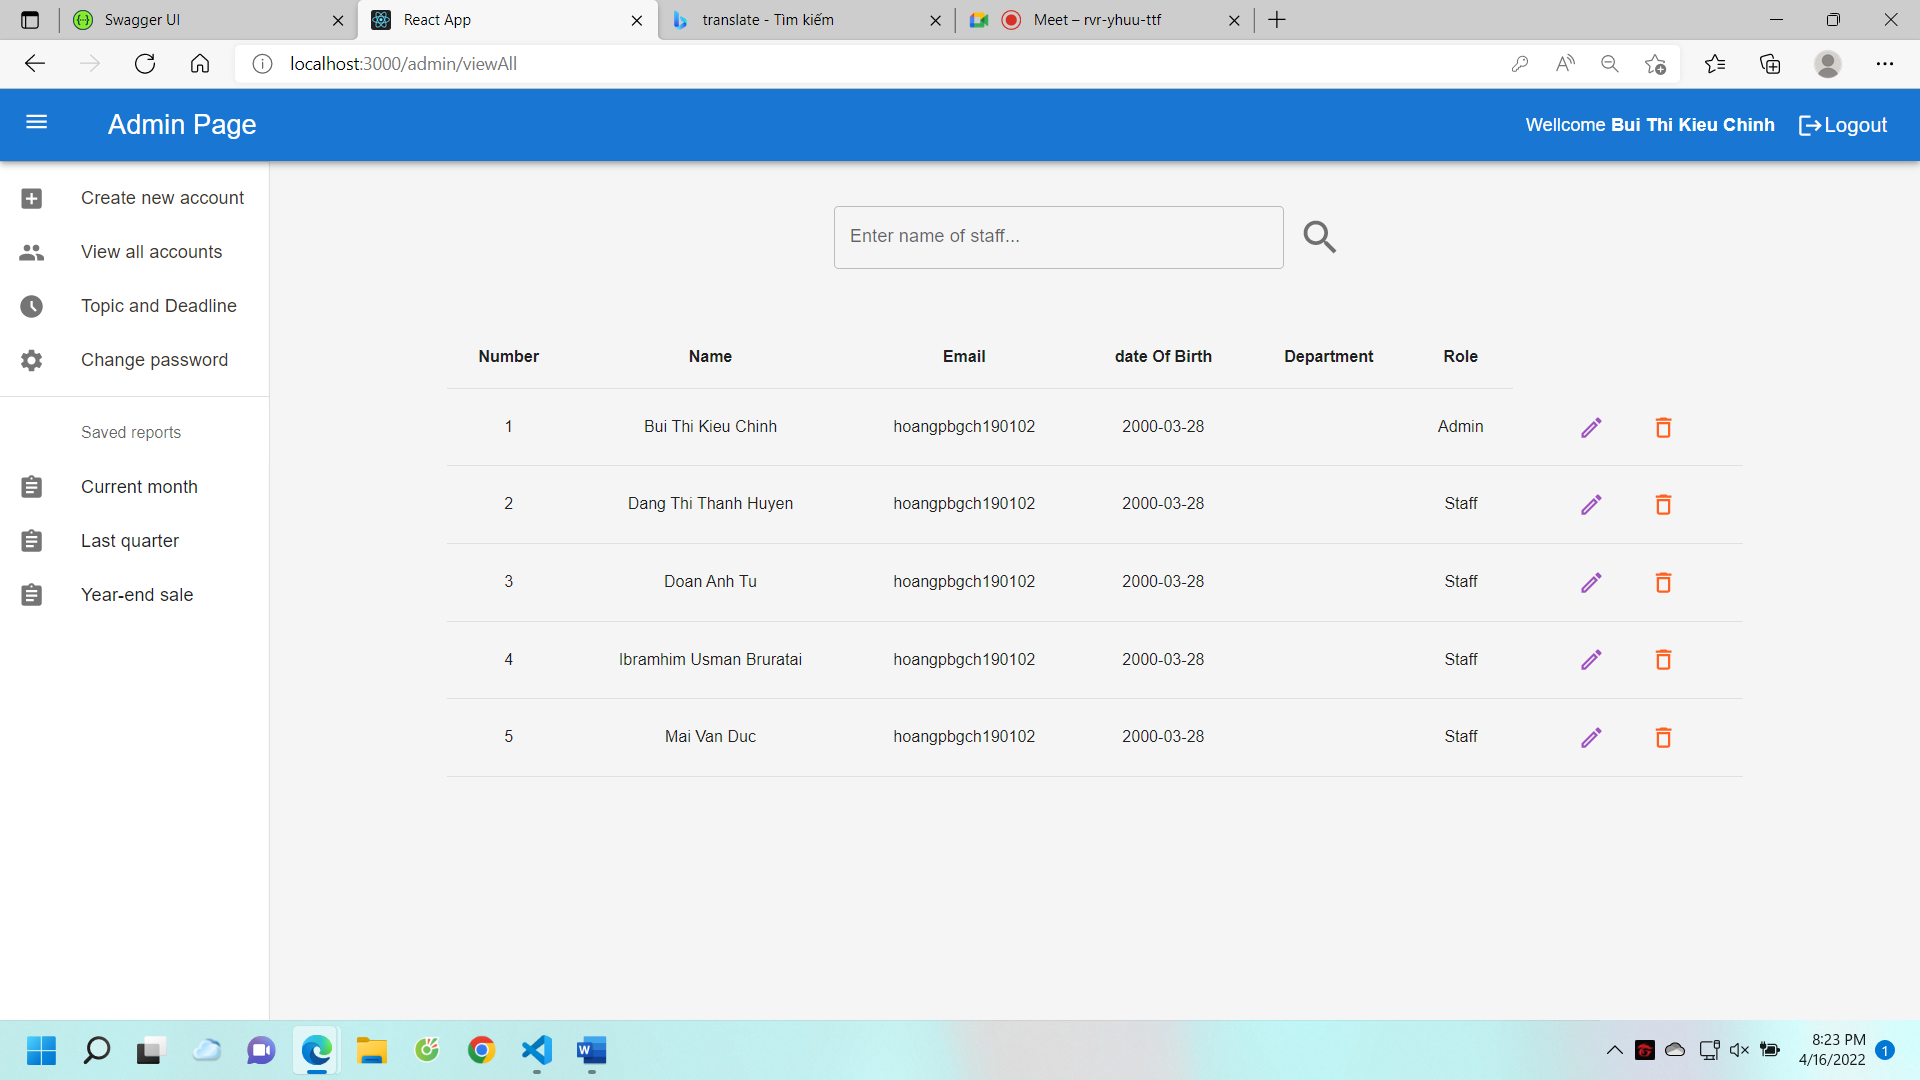 Swagger UI
React App
translate - Tìm kiếm
Meet – rvr-yhuu-ttf
localhost:3000/admin/viewAll
Admin Page
Wellcome Bui Thi Kieu Chinh
Logout
Create new account
View all accounts
Topic and Deadline
Change password
Saved reports
Current month
Last quarter
Year-end sale
Enter name of staff...
Number Name Email date Of Birth Department Role
1 Bui Thi Kieu Chinh hoangpbgch190102 2000-03-28 Admin
2 Dang Thi Thanh Huyen hoangpbgch190102 2000-03-28 Staff
3 Doan Anh Tu hoangpbgch190102 2000-03-28 Staff
4 Ibramhim Usman Bruratai hoangpbgch190102 2000-03-28 Staff
5 Mai Van Duc hoangpbgch190102 2000-03-28 Staff
8:23 PM
4/16/2022
1